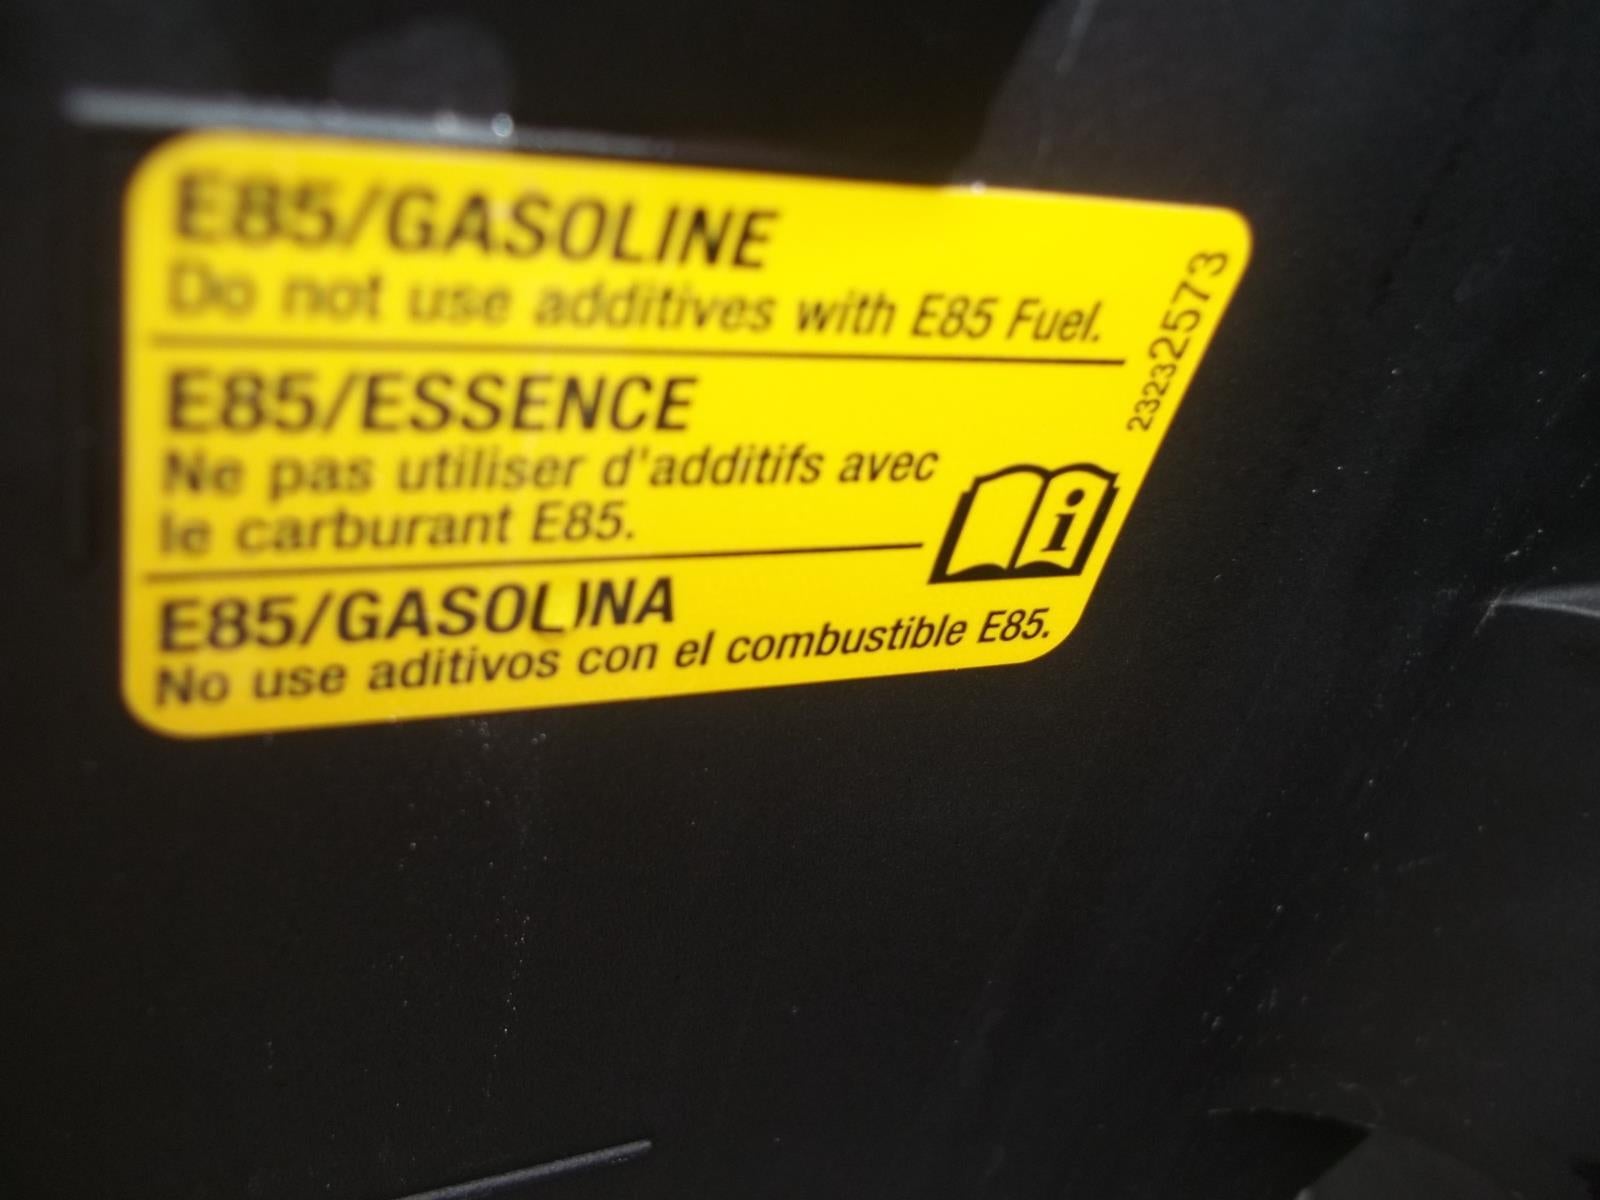 E85/GASOLINE
Do not use additives with E85 Fuel.
E85/ESSENCE
Ne pas utiliser d'additifs avec
le carburant E85.
E85/GASOLINA
No use aditivos con el combustible E85.
23232573
i